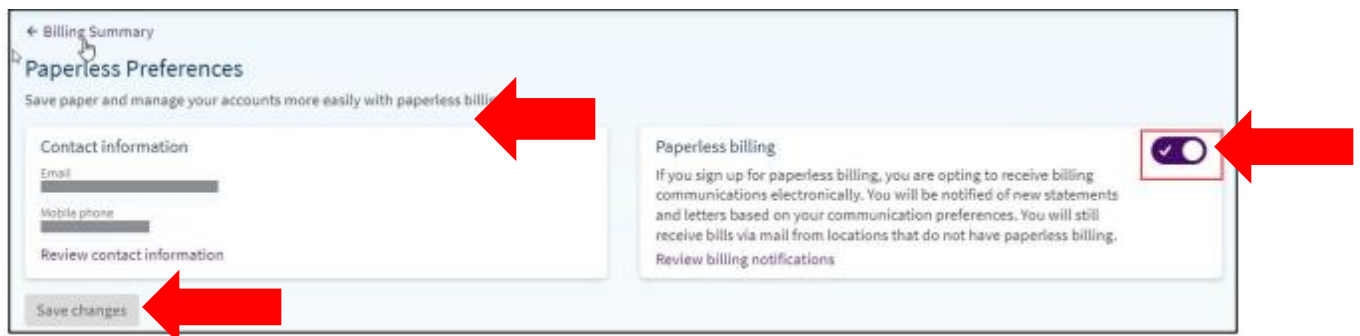 ← Billing Summary
Paperless Preferences
Save paper and manage your accounts more easily with paperless
Contact information
Email
Mobile phone
Review contact information
Paperless billing
If you sign up for paperless billing, you are opting to receive billing
communications electronically. You will be notified of new statements
and letters based on your communication preferences. You will still
receive bills via mail from locations that do not have paperless billing.
Review billing notifications
Save changes